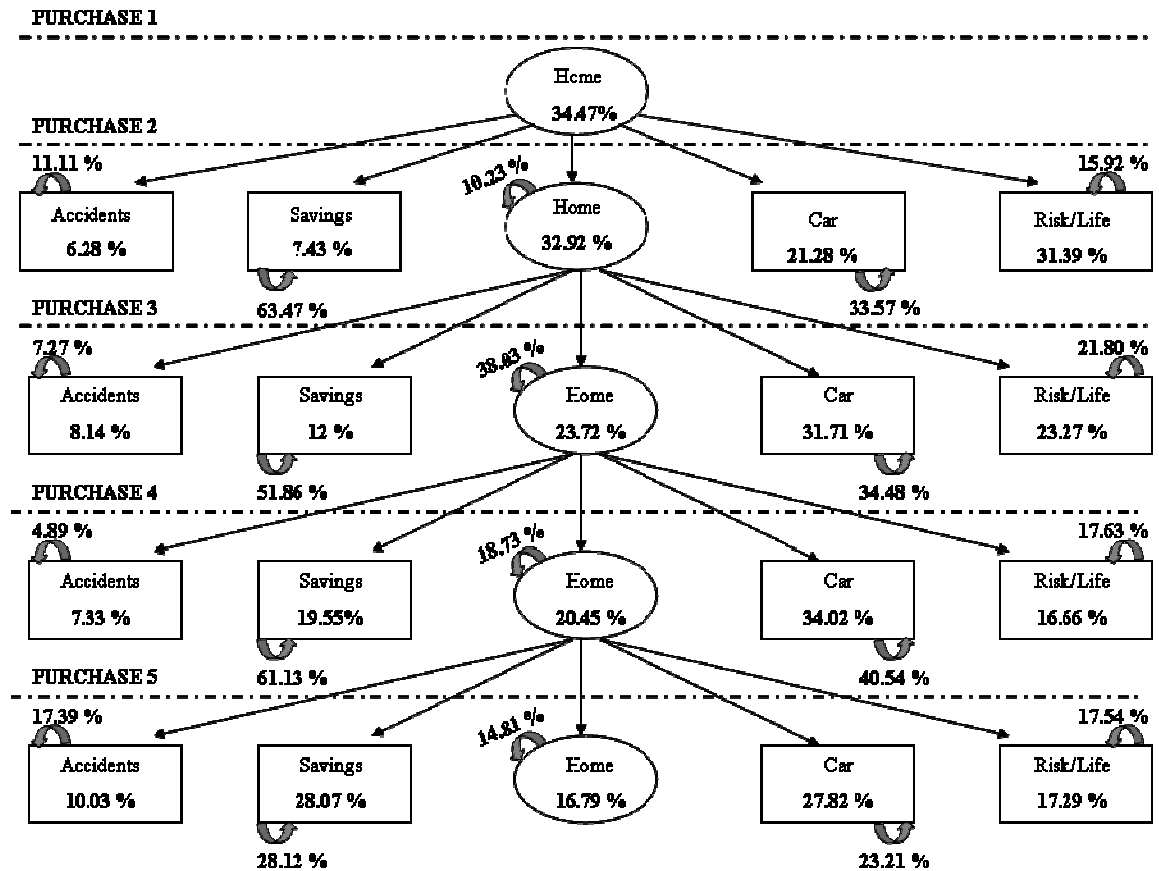 PURCHASE 1
Home
34.47%
PURCHASE 2
11.11 %
10.23 %
15.92 %
Accidents
6.28 %
Savings
7.43 %
Home
32.92 %
Car
21.28 %
Risk/Life
31.39 %
63.47 %
33.57 %
PURCHASE 3
7.27 %
38.03 %
21.80 %
Accidents
8.14 %
Savings
12 %
Home
23.72 %
Car
31.71 %
Risk/Life
23.27 %
51.86 %
34.48 %
PURCHASE 4
4.89 %
18.73 %
17.63 %
Accidents
7.33 %
Savings
19.55%
Home
20.45 %
Car
34.02 %
Risk/Life
16.66 %
61.13 %
40.54 %
PURCHASE 5
17.39 %
14.81 %
17.54 %
Accidents
10.03 %
Savings
28.07 %
Home
16.79 %
Car
27.82 %
Risk/Life
17.29 %
28.12 %
23.21 %